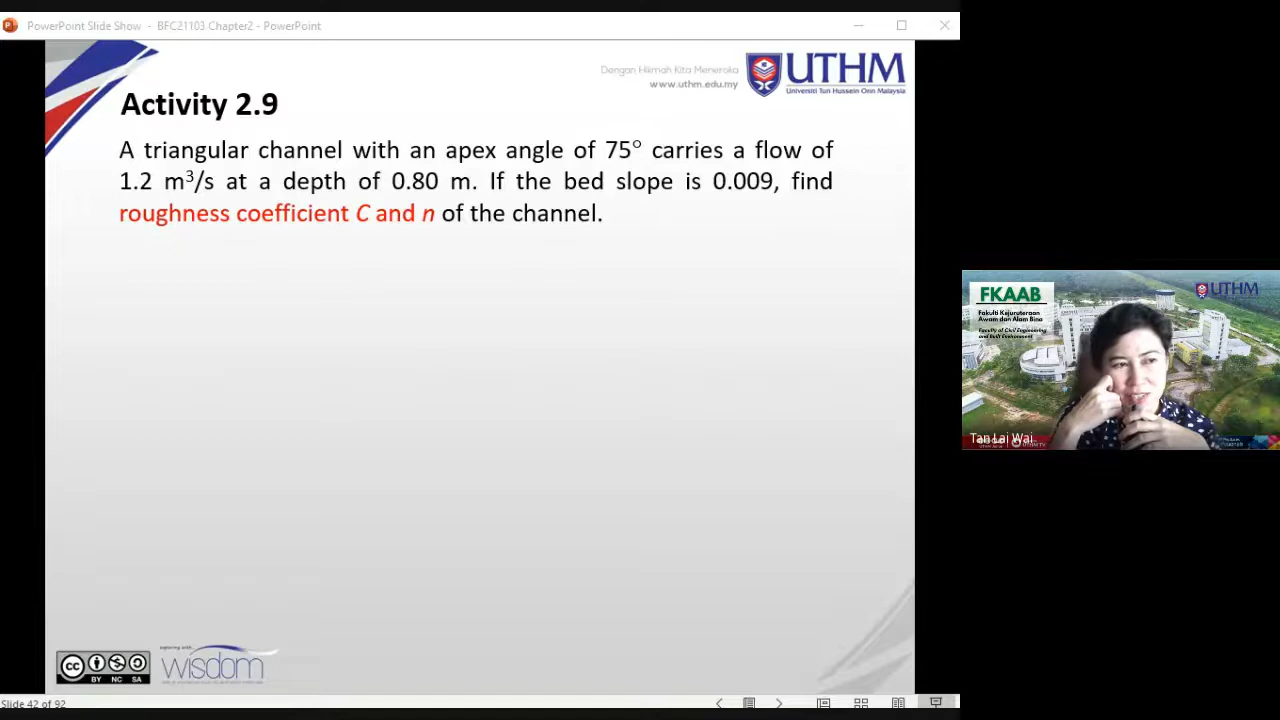 PowerPoint Slide Show - BFC21103 Chapter2 - PowerPoint
Dengan Hikmah Kita Meneroka
www.uthm.edu.my
UTHM
Universiti Tun Hussein Onn Malaysia
Activity 2.9
A triangular channel with an apex angle of 75° carries a flow of
1.2 m³/s at a depth of 0.80 m. If the bed slope is 0.009, find
roughness coefficient C and n of the channel.
FKAAB
Fakulti Kejuruteraan
Awam dan Alam Bina
Faculty of Civil Engineering
and Built Environment
UTHM
Tan Lai Wai
UTHM TV
cc
BY NC SA
wisdom
Slide 42 of 92